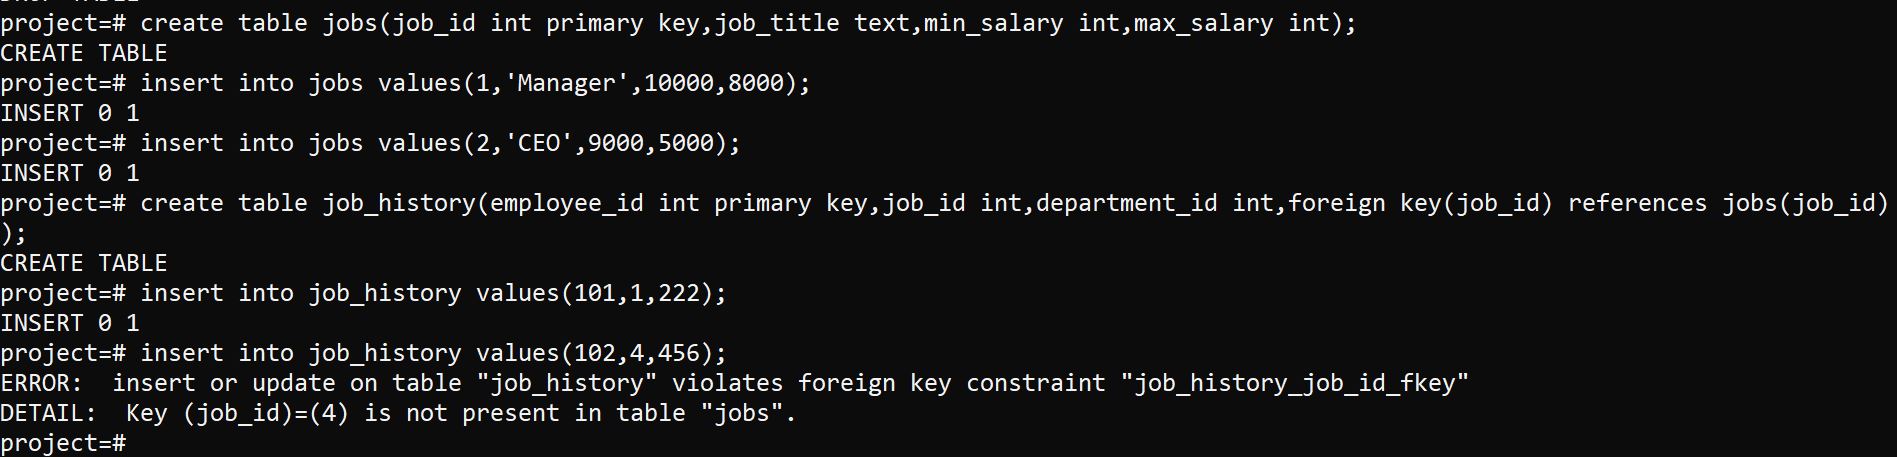 project=# create table jobs(job_id int primary key,job_title text,min_salary int,max_salary int);
CREATE TABLE
project=# insert into jobs values(1,'Manager',10000,8000);
INSERT 0 1
project=# insert into jobs values(2,'CEO',9000,5000);
INSERT 0 1
project=# create table job_history(employee_id int primary key,job_id int,department_id int,foreign key(job_id) references jobs(job_id)
);
CREATE TABLE
project=# insert into job_history values(101,1,222);
INSERT 0 1
project=# insert into job_history values(102,4,456);
ERROR:  insert or update on table "job_history" violates foreign key constraint "job_history_job_id_fkey"
DETAIL:  Key (job_id)=(4) is not present in table "jobs".
project=#